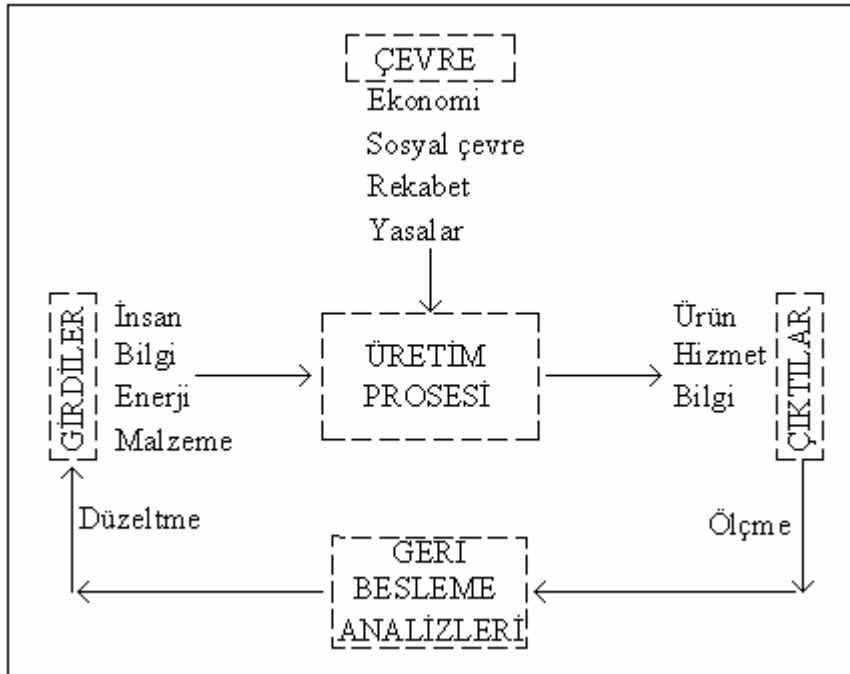 ÇEVRE
Ekonomi
Sosyal çevre
Rekabet
Yasalar
GİRDİLER
İnsan
Bilgi
Enerji
Malzeme
ÜRETİM
PROSESİ
Ürün
Hizmet
Bilgi
ÇIKTILAR
Düzeltme
Ölçme
GERI
BESLEME
ANALİZLERİ